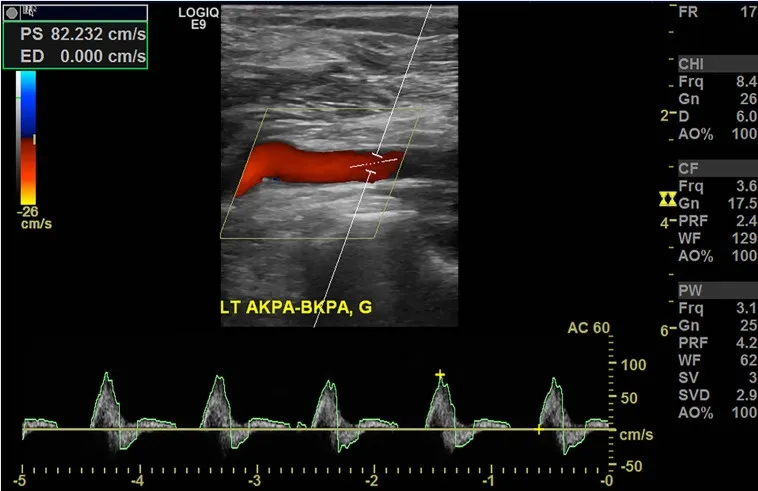 PS 82.232 cm/s
ED 0.000 cm/s
LOGIQ
E9
-26
cm/s
LT AKPA-BKPA, G
2
4
6
FR 17
CHI
Frq 8.4
Gn 26
D 6.0
AO% 100
CF
Frq 3.6
Gn 17.5
PRF 2.4
WF 129
AO% 100
PW
Frq 3.1
Gn 25
PRF 4.2
WF 62
SV 3
SVD 2.9
AO% 100
AC 60
100
50
cm/s
-50
-5 -4 -3 -2 -1 -0